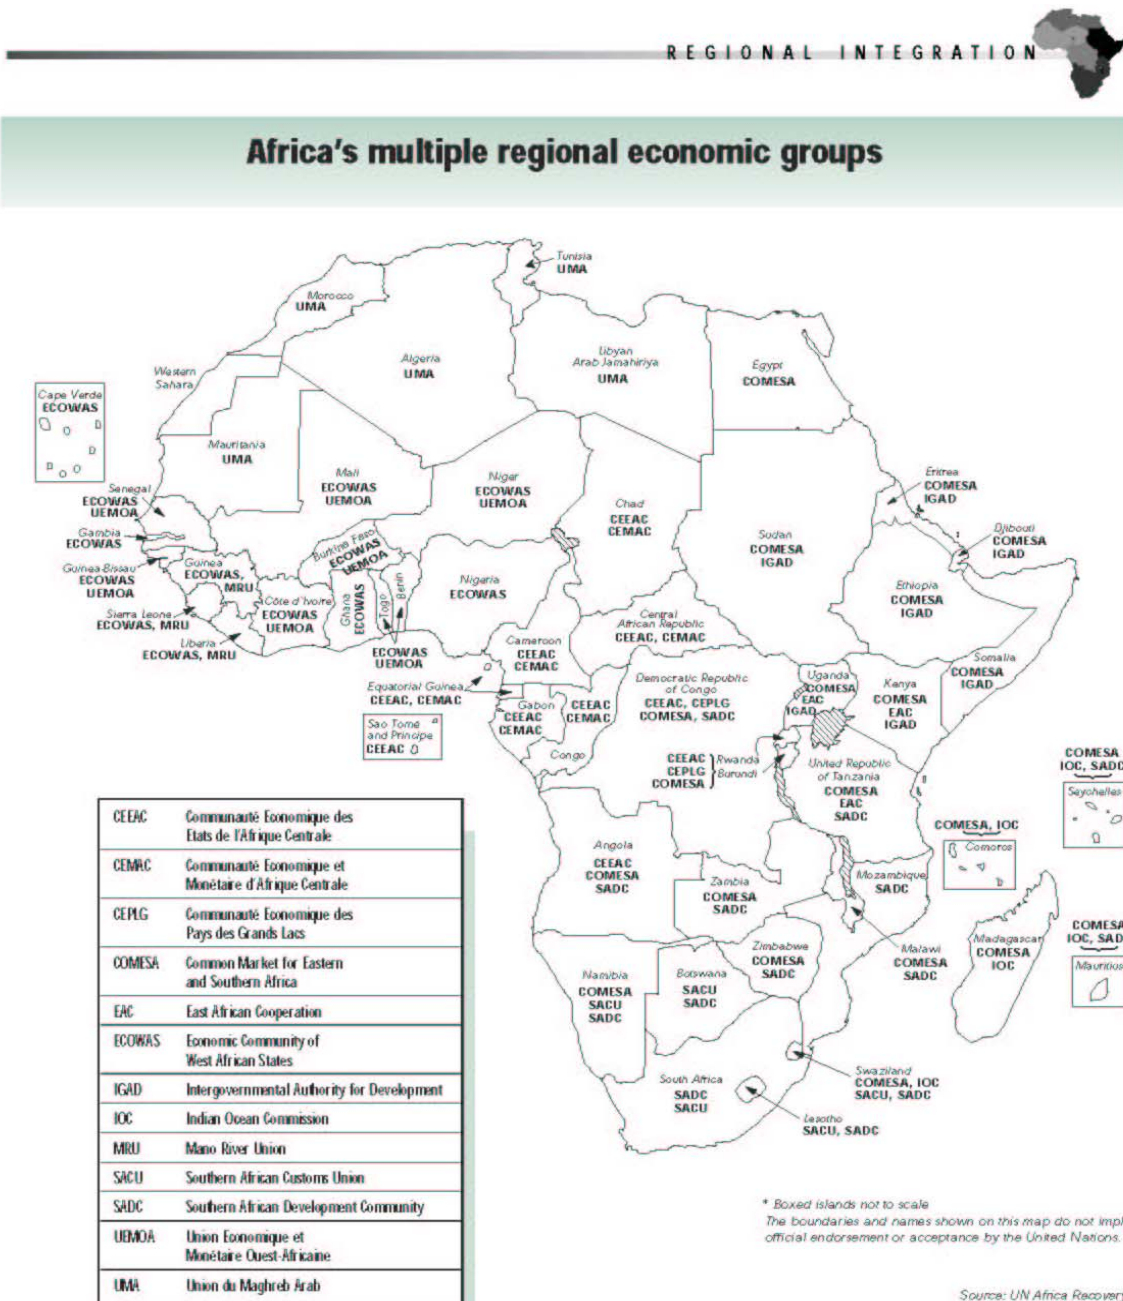 REGIONAL INTEGRATION
Africa's multiple regional economic groups
Tunisia
UMA
Morocco
UMA
Algeria
UMA
Libyan
Arab Jamahiriya
UMA
Egypt
COMESA
Western
Sahara
Cape Verde
ECOWAS
Mauritania
UMA
Mali
ECOWAS
UEMOA
Niger
ECOWAS
UEMOA
Chad
CEEAC
CEMAC
Sudan
COMESA
IGAD
Eritrea
COMESA
IGAD
Djibouti
COMESA
IGAD
Senegal
ECOWAS
UEMOA
Gambia
ECOWAS
Guinea-Bissau
ECOWAS
UEMOA
Guinea
ECOWAS,
MRU
Sierra Leone
ECOWAS, MRU
Liberia
ECOWAS, MRU
Côte d'Ivoire
ECOWAS
UEMOA
Burkina Faso
ECOWAS
UEMOA
Ghana
ECOWAS
Togo
Benin
ECOWAS
UEMOA
Nigeria
ECOWAS
Cameroon
CEEAC
CEMAC
Central
African Republic
CEEAC, CEMAC
Ethiopia
COMESA
IGAD
Somalia
COMESA
IGAD
Equatorial Guinea
CEEAC, CEMAC
Sao Tome
and Principe
CEEAC
Gabon
CEEAC
CEMAC
CEEAC
CEMAC
Congo
Democratic Republic
of Congo
CEEAC, CEPLG
COMESA, SADC
Uganda
COMESA
EAC
IGAD
Kenya
COMESA
EAC
IGAD
CEEAC
CEPLG
COMESA
Rwanda
Burundi
United Republic
of Tanzania
COMESA
EAC
SADC
COMESA
IOC, SADC
Seychelles
COMESA, IOC
Comoros
Angola
CEEAC
COMESA
SADC
Zambia
COMESA
SADC
Mozambique
SADC
Malawi
COMESA
SADC
Madagascar
COMESA
IOC
COMESA
IOC, SAD
Mauritius
Zimbabwe
COMESA
SADC
Namibia
COMESA
SACU
SADC
Botswana
SACU
SADC
South Africa
SADC
SACU
Swaziland
COMESA, IOC
SACU, SADC
Lesotho
SACU, SADC
CEEAC Communauté Economique des
Etats de l'Afrique Centrale
CEMAC Communauté Economique et
Monétaire d'Afrique Centrale
CEPLG Communauté Economique des
Pays des Grands Lacs
COMESA Common Market for Eastern
and Southern Africa
EAC East African Cooperation
ECOWAS Economic Community of
West African States
IGAD Intergovernmental Authority for Development
IOC Indian Ocean Commission
MRU Mano River Union
SACU Southern African Customs Union
SADC Southern African Development Community
UEMOA Union Economique et
Monétaire Ouest-Africaine
UMA Union du Maghreb Arab
* Boxed islands not to scale
The boundaries and names shown on this map do not impl
official endorsement or acceptance by the United Nations.
Source: UN Africa Recovery